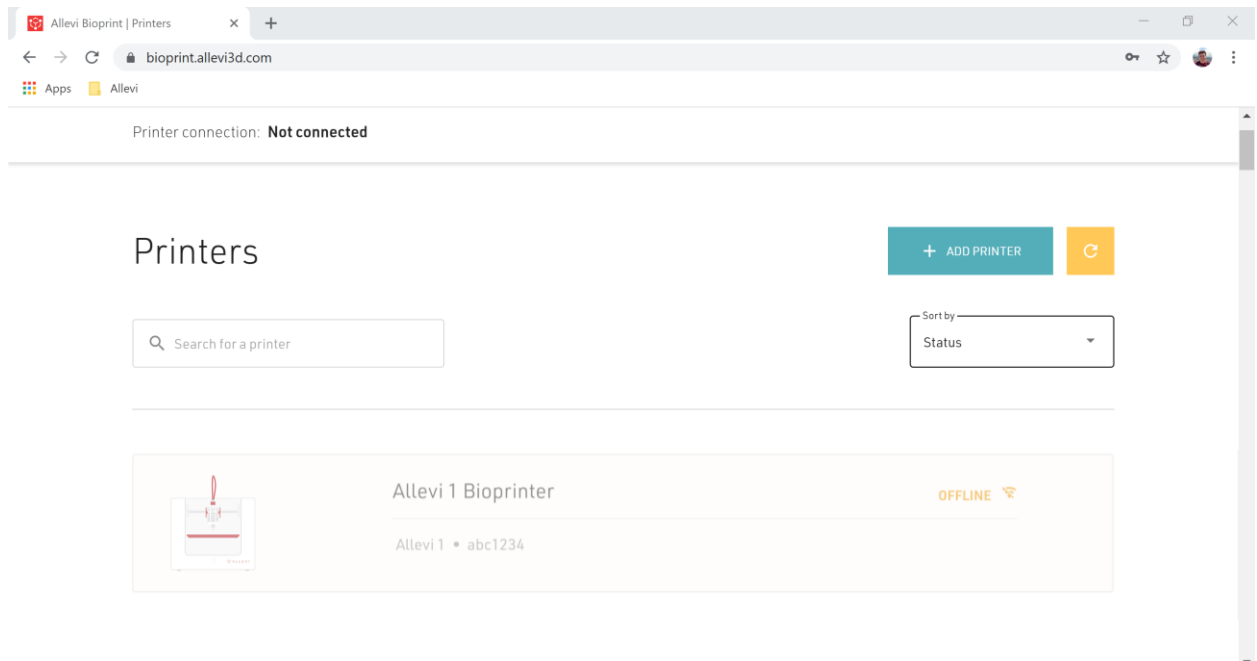 Allevi Bioprint | Printers
bioprint.allevi3d.com
Apps Allevi
Printer connection: Not connected
Printers
+ ADD PRINTER
Search for a printer
Sort by
Status
Allevi 1 Bioprinter
OFFLINE
Allevi 1 • abc1234